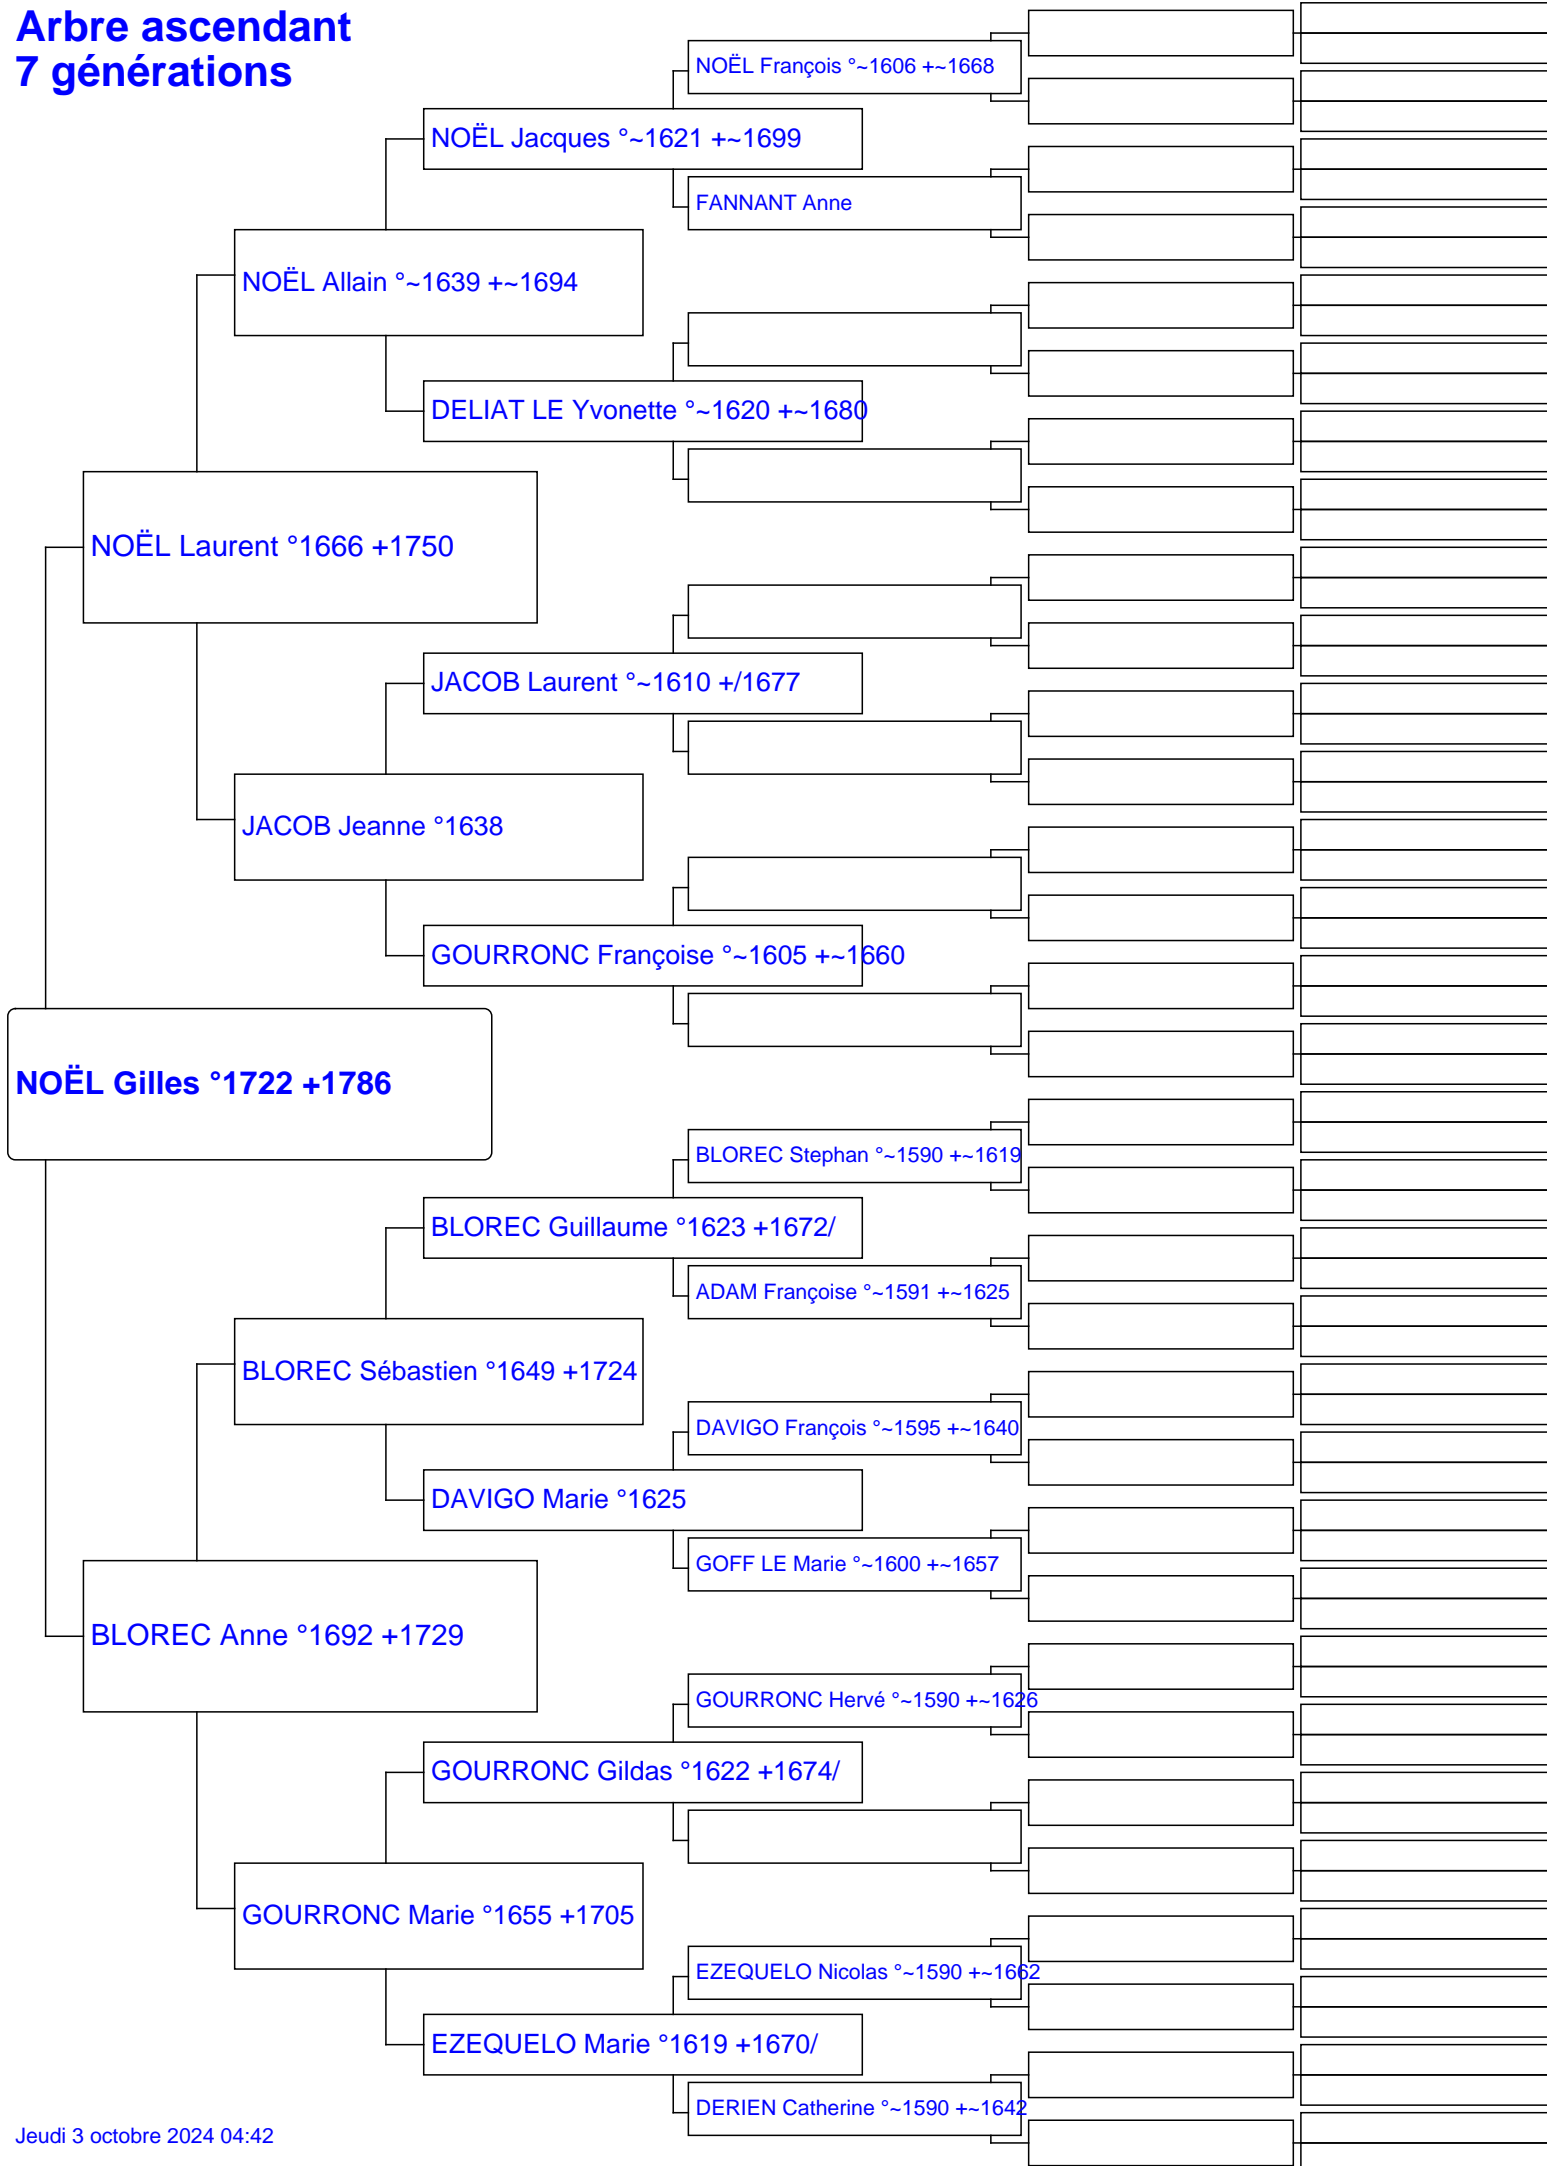 Arbre ascendant
7 générations
NOËL François °~1606 +~1668
NOËL Jacques °~1621 +~1699
FANNANT Anne
NOËL Allain °~1639 +~1694
DELIAT LE Yvonette °~1620 +~1680
NOËL Laurent °1666 +1750
JACOB Laurent °~1610 +/1677
JACOB Jeanne °1638
GOURRONC Françoise °~1605 +~1660
NOËL Gilles °1722 +1786
BLOREC Stephan °~1590 +~1619
BLOREC Guillaume °1623 +1672/
ADAM Françoise °~1591 +~1625
BLOREC Sébastien °1649 +1724
DAVIGO François °~1595 +~1640
DAVIGO Marie °1625
GOFF LE Marie °~1600 +~1657
BLOREC Anne °1692 +1729
GOURRONC Hervé °~1590 +~1626
GOURRONC Gildas °1622 +1674/
GOURRONC Marie °1655 +1705
EZEQUELO Nicolas °~1590 +~1662
EZEQUELO Marie °1619 +1670/
DERIEN Catherine °~1590 +~1642
Jeudi 3 octobre 2024 04:42